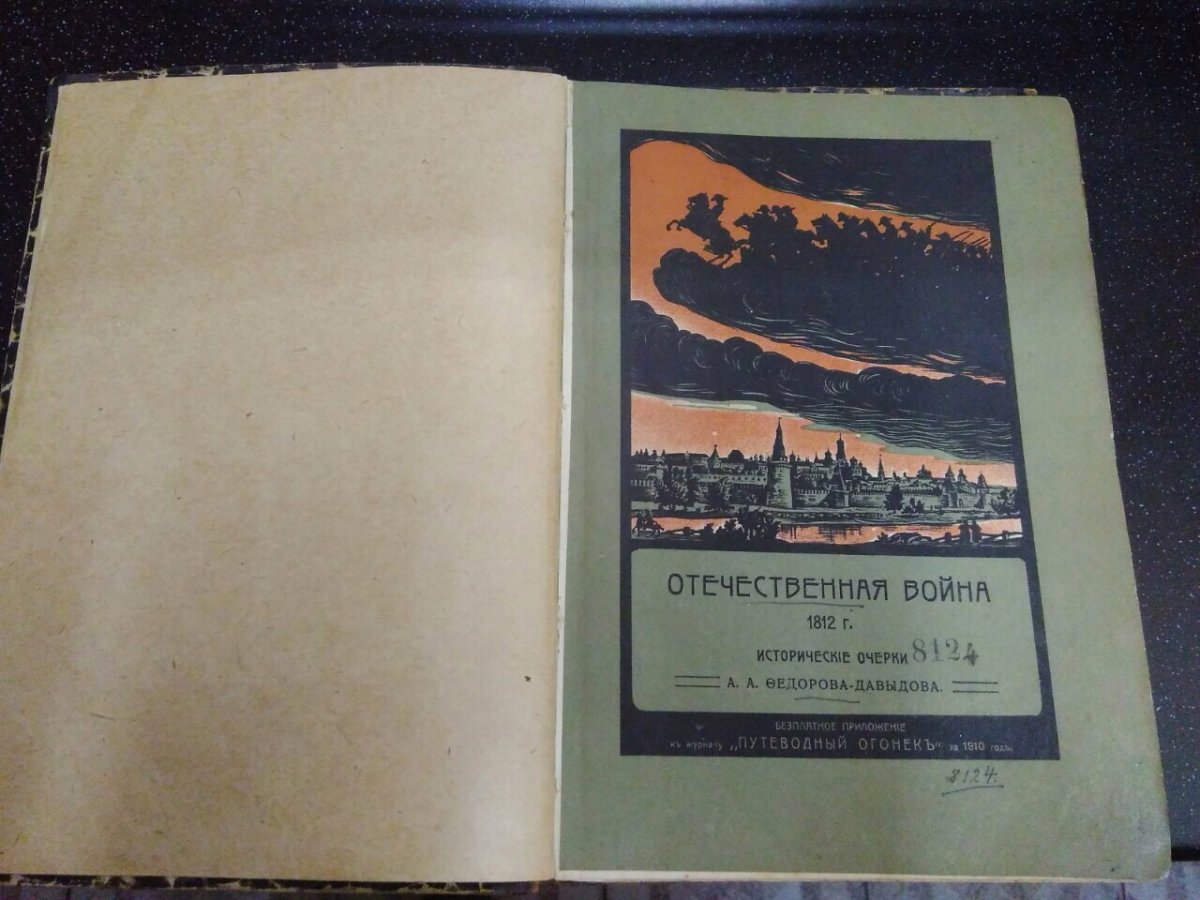 ОТЕЧЕСТВЕННАЯ ВОЙНА
1812 г.
ИСТОРИЧЕСКІЕ ОЧЕРКИ 8124
А. А. ѲЕДОРОВА-ДАВЫДОВА.
БЕЗПЛАТНОЕ ПРИЛОЖЕНІЕ
къ журналу „ПУТЕВОДНЫЙ ОГОНЕКЪ“ за 1910 годъ.
8124.